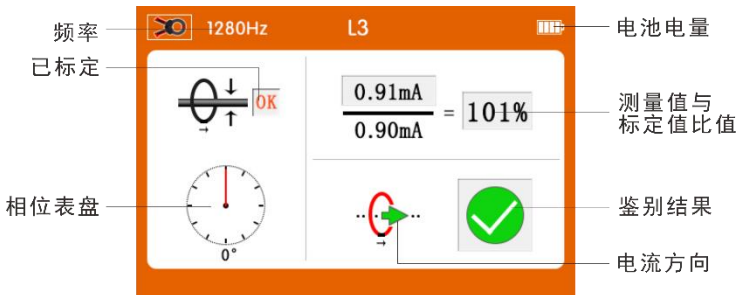 频率
1280Hz
L3
电池电量
已标定
OK
0.91mA
0.90mA
=
101%
测量值与
标定值比值
相位表盘
0°
鉴别结果
电流方向